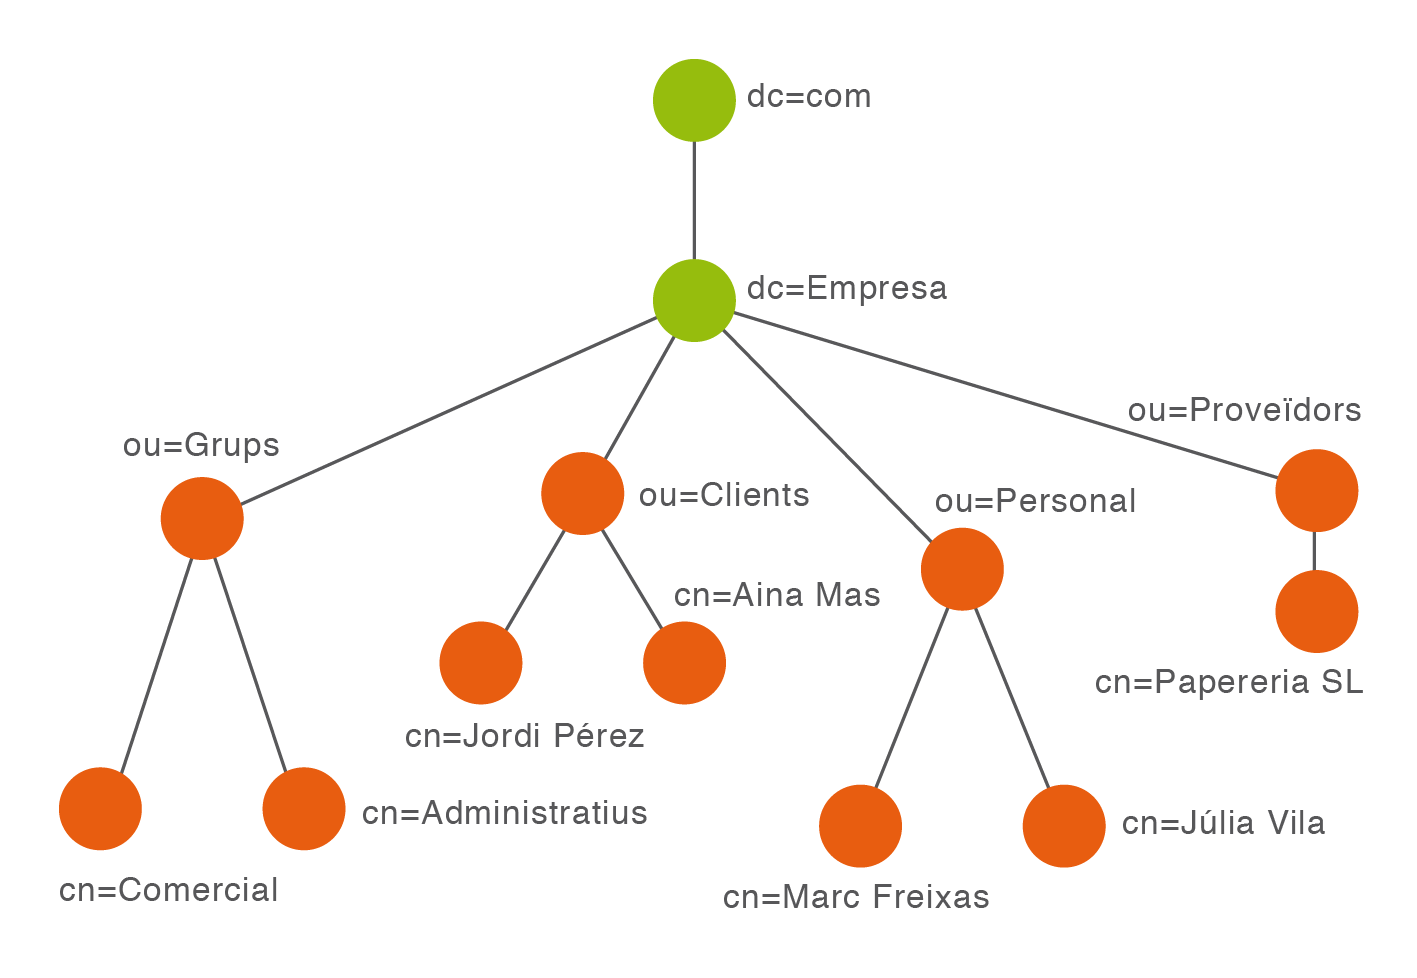 dc=com
dc=Empresa
ou=Proveïdors
ou=Grups
ou=Clients
ou=Personal
cn=Aina Mas
cn=Papereria SL
cn=Jordi Pérez
cn=Administratius
cn=Júlia Vila
cn=Comercial
cn=Marc Freixas